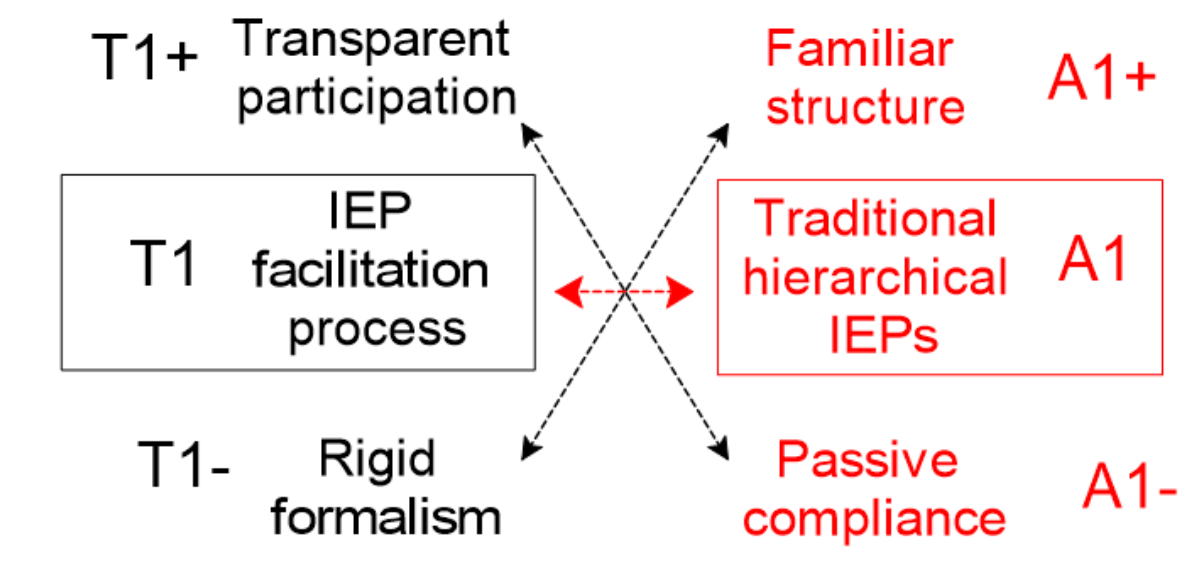 T1+ Transparent participation
Familiar structure A1+
T1 IEP facilitation process
Traditional hierarchical IEPs A1
T1- Rigid formalism
Passive compliance A1-